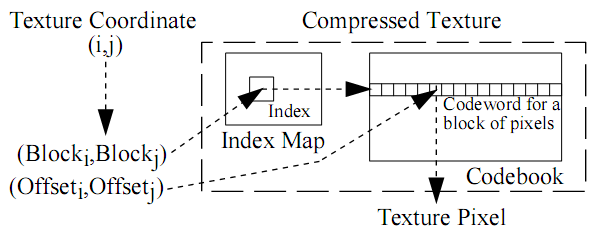 Texture Coordinate
(i,j)
Compressed Texture
Index
Index Map
Codeword for a
block of pixels
Codebook
(Blocki,Blockj)
(Offseti,Offsetj)
Texture Pixel